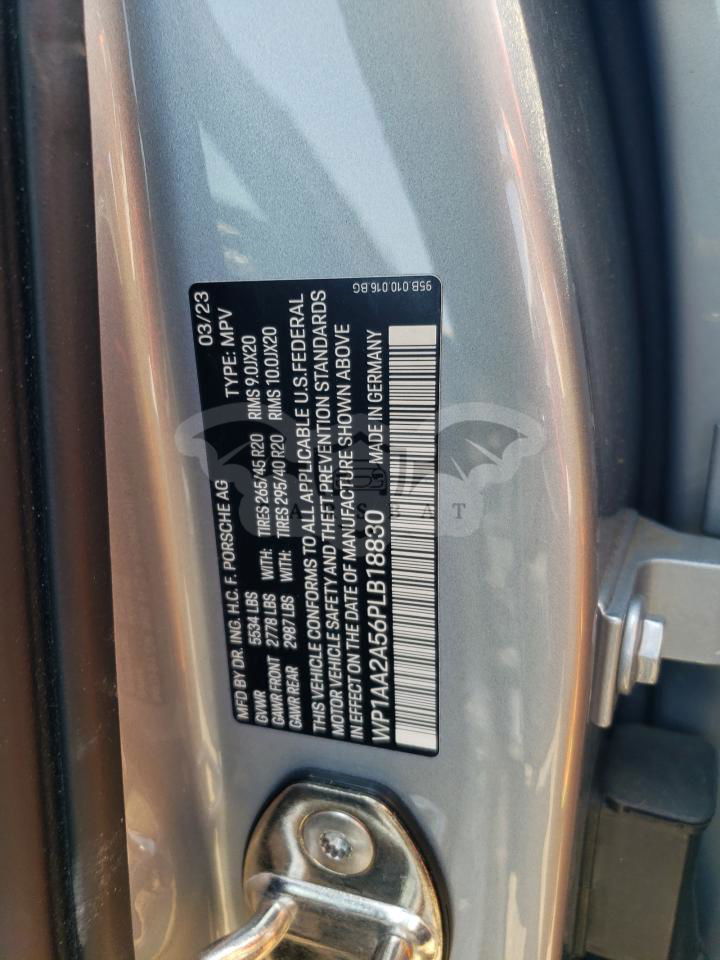 MFD BY DR. ING. H.C. F. PORSCHE AG 03/23
GVWR 5534 LBS TYPE: MPV
GAWR FRONT 2778 LBS WITH: TIRES 265/45 R20 RIMS 9.0JX20
GAWR REAR 2987 LBS WITH: TIRES 295/40 R20 RIMS 10.0JX20
THIS VEHICLE CONFORMS TO ALL APPLICABLE U.S. FEDERAL
MOTOR VEHICLE SAFETY AND THEFT PREVENTION STANDARDS
IN EFFECT ON THE DATE OF MANUFACTURE SHOWN ABOVE
WP1AA2A56PLB18830 MADE IN GERMANY
95B.010.016.BG